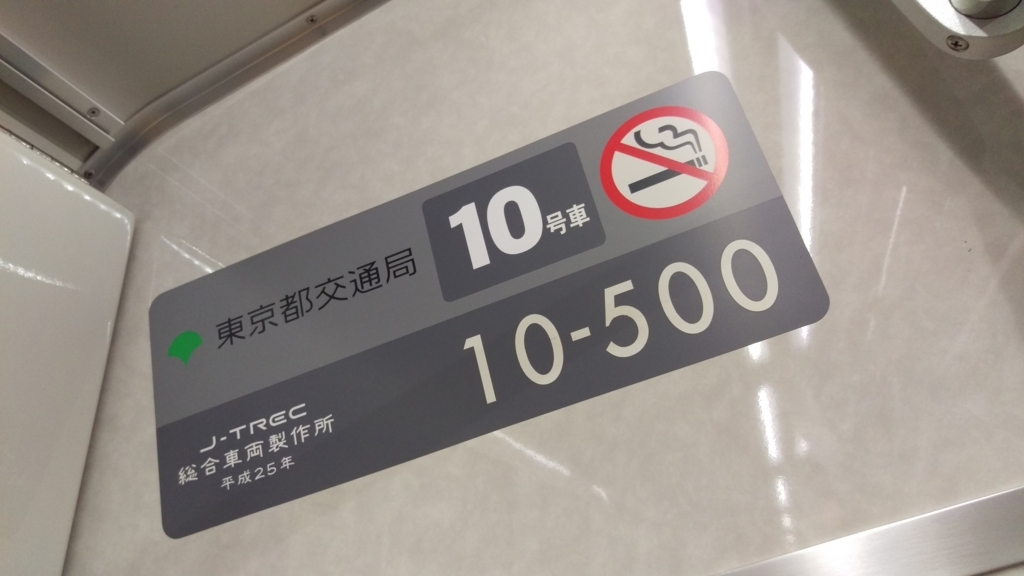 東京都交通局
10号車
10-500
J-TREC
総合車両製作所
平成25年